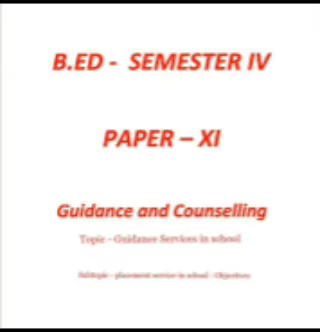 B.ED - SEMESTER IV
PAPER – XI
Guidance and Counselling
Topic - Guidance Services in school
Subtopic - placement service in school - Objectives